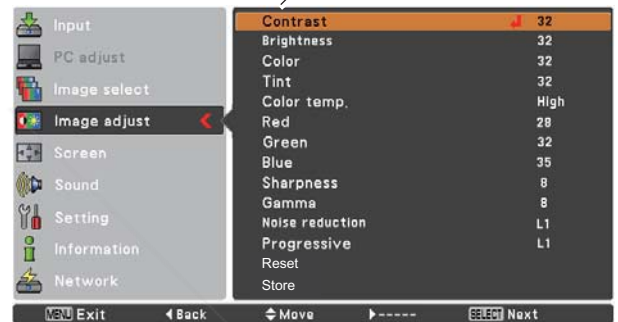 Input
PC adjust
Image select
Image adjust
Screen
Sound
Setting
Information
Network
Contrast 32
Brightness 32
Color 32
Tint 32
Color temp. High
Red 28
Green 32
Blue 35
Sharpness 8
Gamma 8
Noise reduction L1
Progressive L1
Reset
Store
MENU Exit ◀Back Move ▶----- SELECT Next